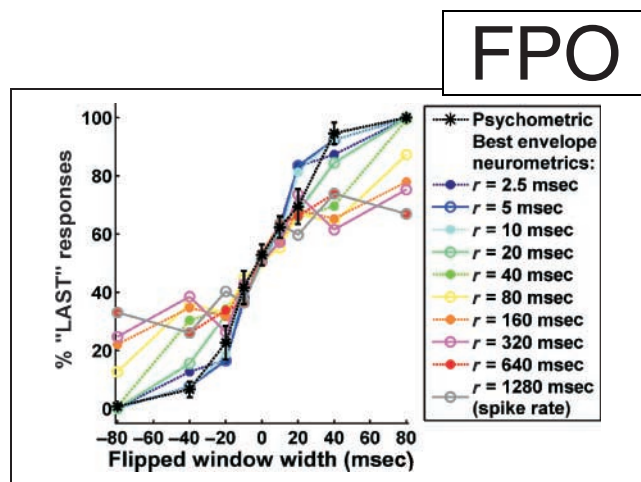 FPO
% "LAST" responses
100
80
60
40
20
0
–80 –60 –40 –20 0 20 40 60 80
Flipped window width (msec)
Psychometric
Best envelope
neurometrics:
r = 2.5 msec
r = 5 msec
r = 10 msec
r = 20 msec
r = 40 msec
r = 80 msec
r = 160 msec
r = 320 msec
r = 640 msec
r = 1280 msec
(spike rate)